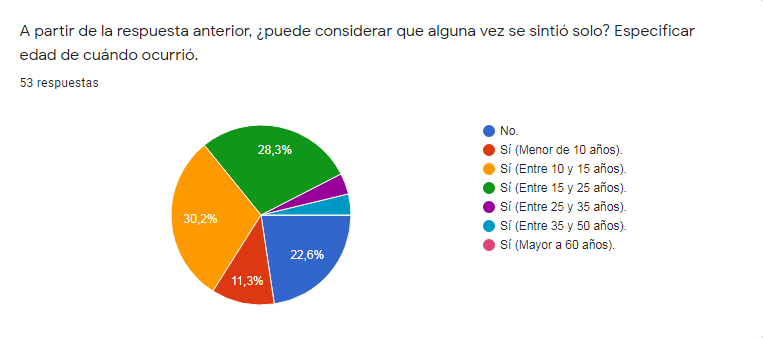 A partir de la respuesta anterior, ¿puede considerar que alguna vez se sintió solo? Especificar
edad de cuándo ocurrió.
53 respuestas
28,3%
30,2%
22,6%
11,3%
No.
Sí (Menor de 10 años).
Sí (Entre 10 y 15 años).
Sí (Entre 15 y 25 años).
Sí (Entre 25 y 35 años).
Sí (Entre 35 y 50 años).
Sí (Mayor a 60 años).